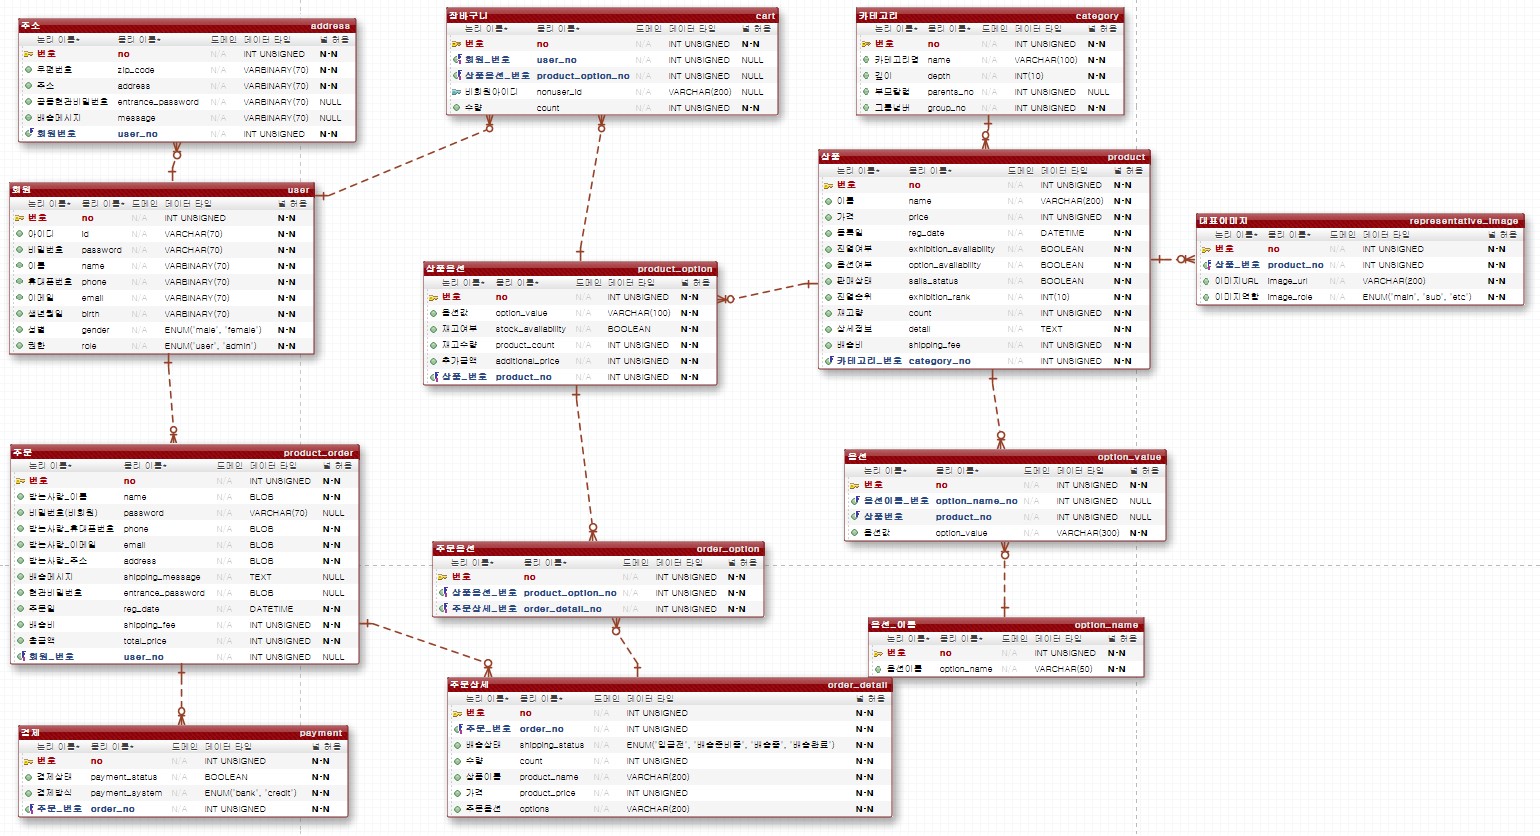 주소 address
논리 이름* 물리 이름* 도메인 데이터 타입 널 허용
번호 no N/A INT UNSIGNED N-N
우편번호 zip_code N/A VARBINARY(70) N-N
주소 address N/A VARBINARY(70) N-N
공동현관비밀번호 entrance_password N/A VARBINARY(70) NULL
배송메시지 message N/A VARBINARY(70) NULL
회원번호 user_no N/A INT UNSIGNED N-N
장바구니 cart
논리 이름* 물리 이름* 도메인 데이터 타입 널 허용
번호 no N/A INT UNSIGNED N-N
회원_번호 user_no N/A INT UNSIGNED NULL
상품옵션_번호 product_option_no N/A INT UNSIGNED NULL
비회원아이디 nonuser_id N/A VARCHAR(200) NULL
수량 count N/A INT UNSIGNED N-N
카테고리 category
논리 이름* 물리 이름* 도메인 데이터 타입 널 허용
번호 no N/A INT UNSIGNED N-N
카테고리명 name N/A VARCHAR(100) N-N
깊이 depth N/A INT(10) N-N
부모칼럼 parents_no N/A INT UNSIGNED NULL
그룹넘버 group_no N/A INT UNSIGNED N-N
회원 user
논리 이름* 물리 이름* 도메인 데이터 타입 널 허용
번호 no N/A INT UNSIGNED N-N
아이디 id N/A VARCHAR(70) N-N
비밀번호 password N/A VARCHAR(70) N-N
이름 name N/A VARBINARY(70) N-N
휴대폰번호 phone N/A VARBINARY(70) N-N
이메일 email N/A VARBINARY(70) N-N
생년월일 birth N/A VARBINARY(70) N-N
성별 gender N/A ENUM('male', 'female') N-N
권한 role N/A ENUM('user', 'admin') N-N
상품 product
논리 이름* 물리 이름* 도메인 데이터 타입 널 허용
번호 no N/A INT UNSIGNED N-N
이름 name N/A VARCHAR(200) N-N
가격 price N/A INT UNSIGNED N-N
등록일 reg_date N/A DATETIME N-N
진열여부 exhibition_availability N/A BOOLEAN N-N
옵션여부 option_availability N/A BOOLEAN N-N
판매상태 sails_status N/A BOOLEAN N-N
진열순위 exhibition_rank N/A INT(10) N-N
재고량 count N/A INT UNSIGNED N-N
상세정보 detail N/A TEXT N-N
배송비 shipping_fee N/A INT UNSIGNED N-N
카테고리_번호 category_no N/A INT UNSIGNED N-N
대표이미지 representative_image
논리 이름* 물리 이름* 도메인 데이터 타입 널 허용
번호 no N/A INT UNSIGNED N-N
상품_번호 product_no N/A INT UNSIGNED N-N
이미지URL image_url N/A VARCHAR(200) N-N
이미지역할 image_role N/A ENUM('main', 'sub', 'etc') N-N
상품옵션 product_option
논리 이름* 물리 이름* 도메인 데이터 타입 널 허용
번호 no N/A INT UNSIGNED N-N
옵션값 option_value N/A VARCHAR(100) N-N
재고여부 stock_availability N/A BOOLEAN N-N
재고수량 product_count N/A INT UNSIGNED N-N
추가금액 additional_price N/A INT UNSIGNED N-N
상품_번호 product_no N/A INT UNSIGNED N-N
주문 product_order
논리 이름* 물리 이름* 도메인 데이터 타입 널 허용
번호 no N/A INT UNSIGNED N-N
받는사람_이름 name N/A BLOB N-N
비밀번호(비회원) password N/A VARCHAR(70) NULL
받는사람_휴대폰번호 phone N/A BLOB N-N
받는사람_이메일 email N/A BLOB N-N
받는사람_주소 address N/A BLOB N-N
배송메시지 shipping_message N/A TEXT NULL
현관비밀번호 entrance_password N/A BLOB NULL
주문일 reg_date N/A DATETIME N-N
배송비 shipping_fee N/A INT UNSIGNED N-N
총금액 total_price N/A INT UNSIGNED N-N
회원_번호 user_no N/A INT UNSIGNED NULL
옵션 option_value
논리 이름* 물리 이름* 도메인 데이터 타입 널 허용
번호 no N/A INT UNSIGNED N-N
옵션이름_번호 option_name_no N/A INT UNSIGNED NULL
상품번호 product_no N/A INT UNSIGNED NULL
옵션값 option_value N/A VARCHAR(300) N-N
주문옵션 order_option
논리 이름* 물리 이름* 도메인 데이터 타입 널 허용
번호 no N/A INT UNSIGNED N-N
상품옵션_번호 product_option_no N/A INT UNSIGNED N-N
주문상세_번호 order_detail_no N/A INT UNSIGNED N-N
옵션_이름 option_name
논리 이름* 물리 이름* 도메인 데이터 타입 널 허용
번호 no N/A INT UNSIGNED N-N
옵션이름 option_name N/A VARCHAR(50) N-N
결제 payment
논리 이름* 물리 이름* 도메인 데이터 타입 널 허용
번호 no N/A INT UNSIGNED N-N
결제상태 payment_status N/A BOOLEAN N-N
결제방식 payment_system N/A ENUM('bank', 'credit') N-N
주문_번호 order_no N/A INT UNSIGNED N-N
주문상세 order_detail
논리 이름* 물리 이름* 도메인 데이터 타입 널 허용
번호 no N/A INT UNSIGNED N-N
주문_번호 order_no N/A INT UNSIGNED N-N
배송상태 shipping_status N/A ENUM('입금전', '배송준비중', '배송중', '배송완료') N-N
수량 count N/A INT UNSIGNED N-N
상품이름 product_name N/A VARCHAR(200) N-N
가격 product_price N/A INT UNSIGNED N-N
주문옵션 options N/A VARCHAR(200) N-N